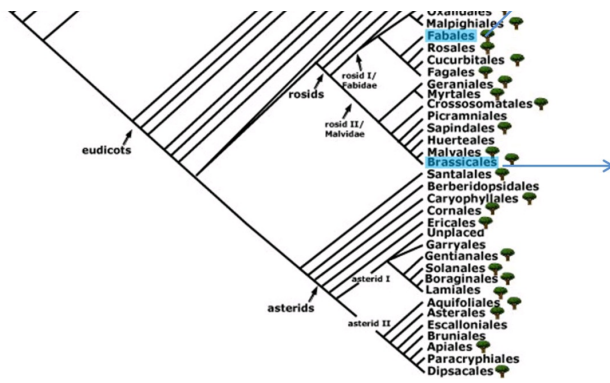 Oxalidales
Malpighiales
Fabales
Rosales
Cucurbitales
Fagales
Geraniales
Myrtales
Crossosomatales
Picramniales
Sapindales
Huerteales
Malvales
Brassicales
Santalales
Berberidopsidales
Caryophyllales
Cornales
Ericales
Unplaced
Garryales
Gentianales
Solanales
Boraginales
Lamiales
Aquifoliales
Asterales
Escalloniales
Bruniales
Apiales
Paracryphiales
Dipsacales
rosid I/
Fabidae
rosids
rosid II/
Malvidae
eudicots
asterid I
asterids
asterid II